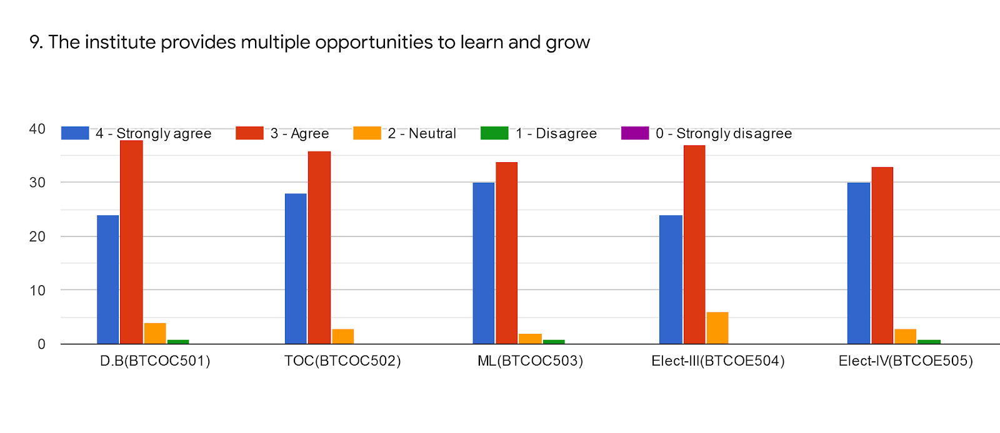 9. The institute provides multiple opportunities to learn and grow
40
4 - Strongly agree 3 - Agree 2 - Neutral 1 - Disagree 0 - Strongly disagree
30
20
10
0
D.B(BTCOC501) TOC(BTCOC502) ML(BTCOC503) Elect-III(BTCOE504) Elect-IV(BTCOE505)